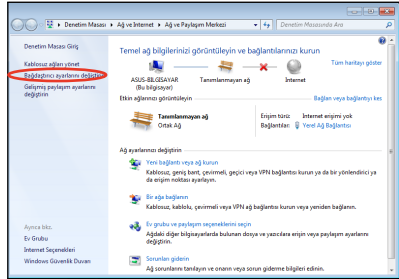 Denetim Masası
Ağ ve Internet
Ağ ve Paylaşım Merkezi
Denetim Masasında Ara
Denetim Masası Giriş
Kablosuz ağları yönet
Bağdaştırıcı ayarlarını değiştirin
Gelişmiş paylaşım ayarlarını
değiştirin
Temel ağ bilgilerinizi görüntüleyin ve bağlantılarınızı kurun
Tüm haritayı göster
ASUS-BILGISAYAR
(Bu bilgisayar)
Tanımlanmayan ağ
Internet
Etkin ağlarınızı görüntüleyin
Bağlan veya bağlantıyı kes
Tanımlanmayan ağ
Ortak Ağ
Erişim türü: Internet erişimi yok
Bağlantılar: Yerel Ağ Bağlantısı
Ağ ayarlarınızı değiştirin
Yeni bağlantı veya ağ kurun
Kablosuz, geniş bant, çevirmeli, geçici veya VPN bağlantısı kurun ya da bir yönlendirici ya
da erişim noktası ayarlayın.
Bir ağa bağlanın
Kablosuz, kablolu, çevirmeli veya VPN ağ bağlantısı kurun veya yeniden bağlanın.
Ev grubu ve paylaşım seçeneklerini seçin
Ağdaki diğer bilgisayarlarda bulunan dosya ve yazıcılara erişin veya paylaşım ayarlarını
değiştirin.
Sorunları giderin
Ağ sorunlarını tanılayın ve onarın veya sorun giderme bilgileri edinin.
Ayrıca bkz.
Ev Grubu
Internet Seçenekleri
Windows Güvenlik Duvarı